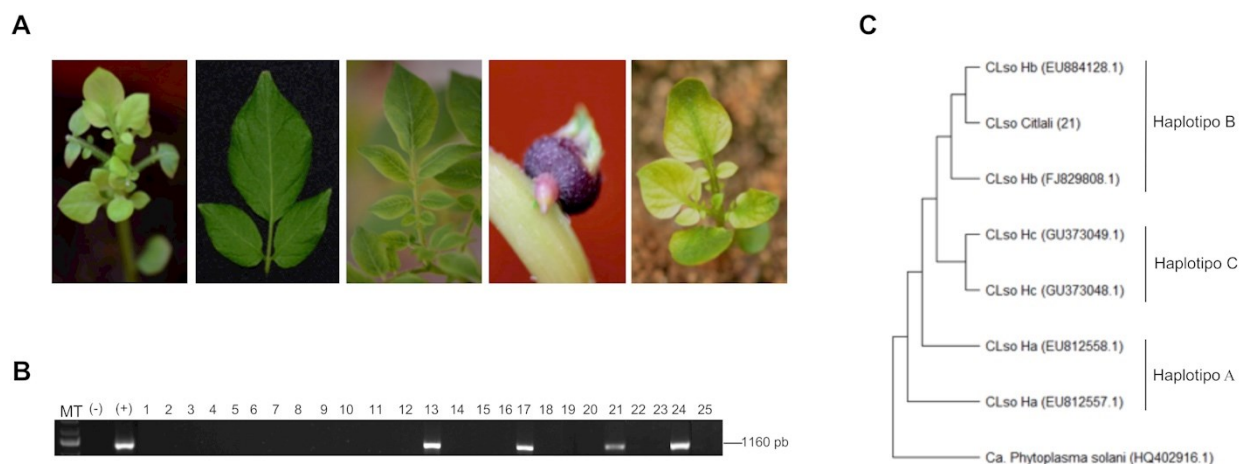 A
B
MT (-) (+) 1 2 3 4 5 6 7 8 9 10 11 12 13 14 15 16 17 18 19 20 21 22 23 24 25
1160 pb
C
CLso Hb (EU884128.1)
CLso Citlali (21)
CLso Hb (FJ829808.1)
Haplotipo B
CLso Hc (GU373049.1)
CLso Hc (GU373048.1)
Haplotipo C
CLso Ha (EU812558.1)
CLso Ha (EU812557.1)
Haplotipo A
Ca. Phytoplasma solani (HQ402916.1)